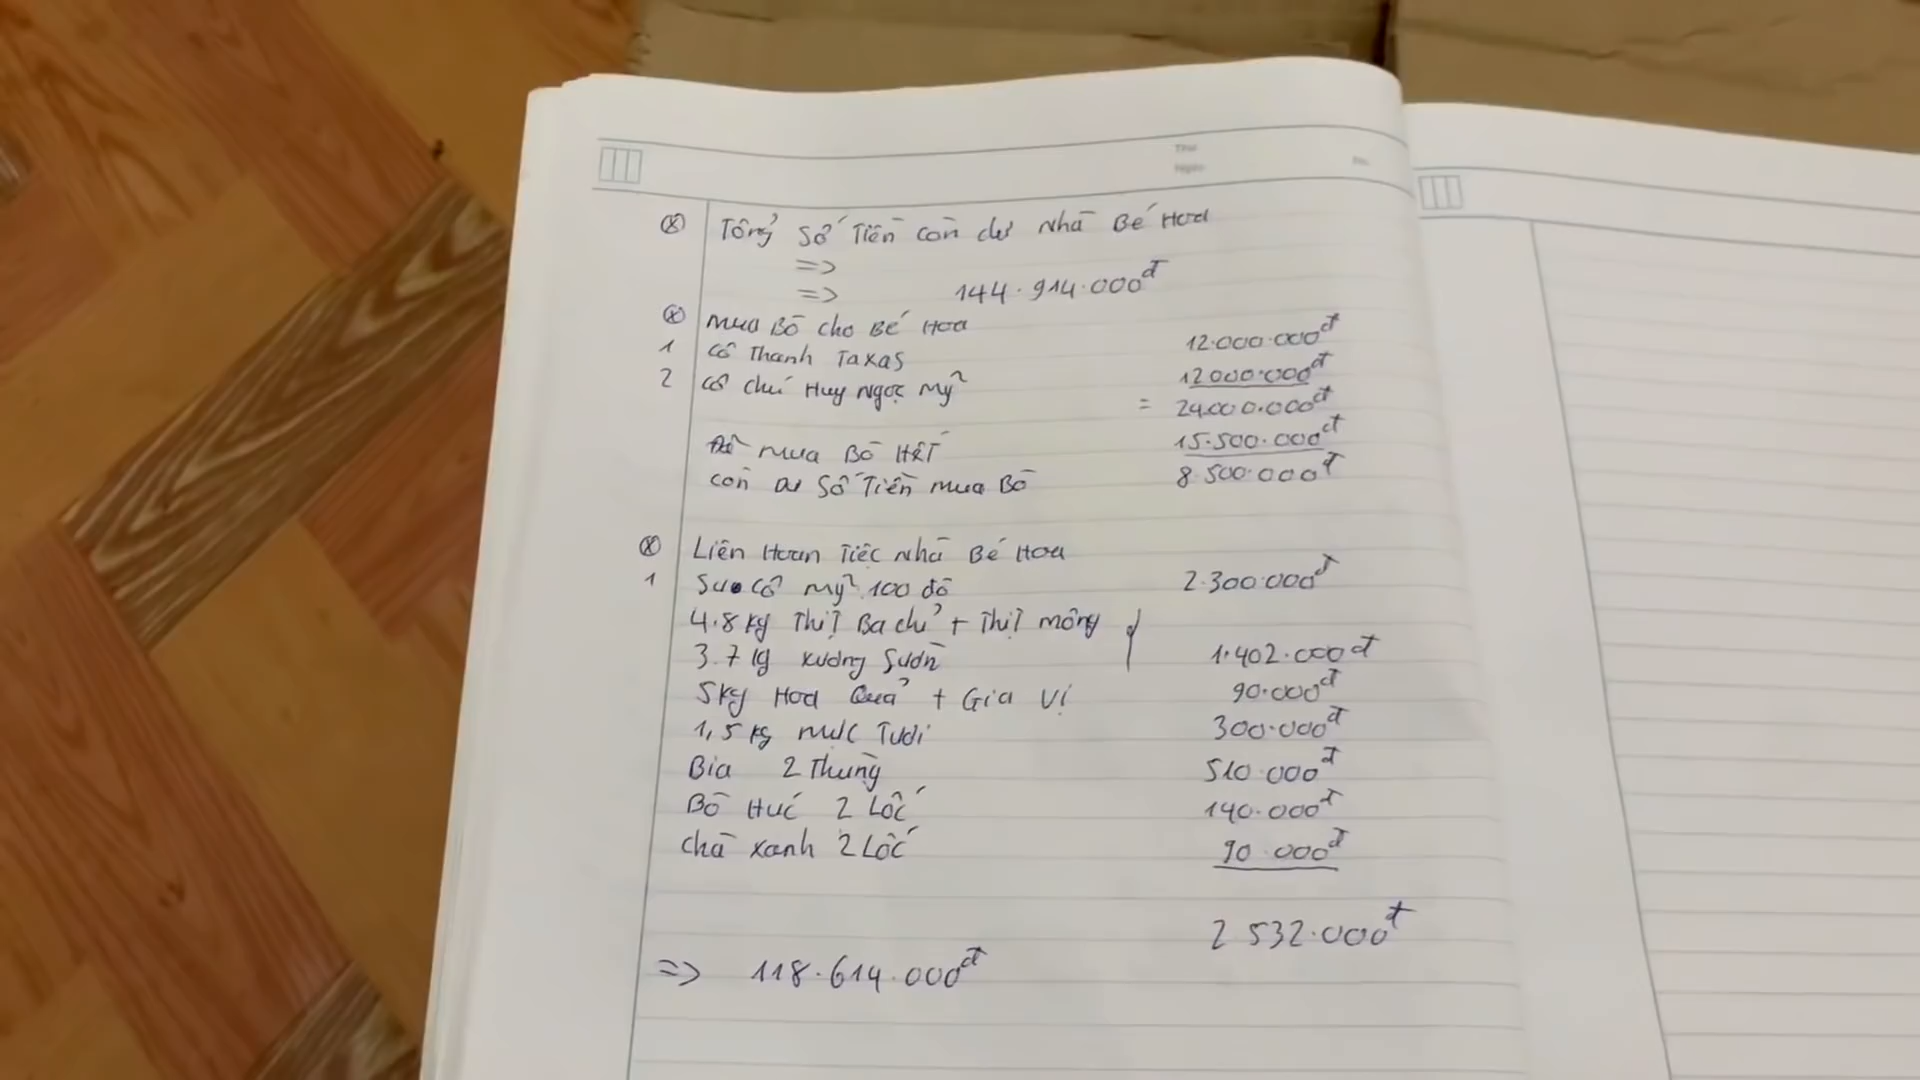 Thứ
Ngày
No.
⊗ Tổng Số Tiền còn dư Nhà Bé Hoa
=>
=> 144.914.000đ
⊗ Mua Bò cho Bé Hoa
1 Cô Thanh Taxas 12.000.000đ
2 Cô chú Huy Ngọc Mỹ 12.000.000đ
= 24.000.000đ
Đã mua Bò Hết 15.500.000đ
còn dư Số Tiền mua Bò 8.500.000đ
⊗ Liên Hoan Tiệc Nhà Bé Hoa
1 Sư Cô Mỹ 100 đô 2.300.000đ
4.8 kg Thịt Ba chỉ + Thịt mông
3.7 kg xương Sườn 1.402.000đ
5kg Hoa Quả + Gia Vị 90.000đ
1,5 kg mực Tươi 300.000đ
Bia 2 Thùng 510.000đ
Bò Húc 2 Lốc 140.000đ
chà xanh 2 Lốc 90.000đ
2 532.000đ
=> 118.614.000đ